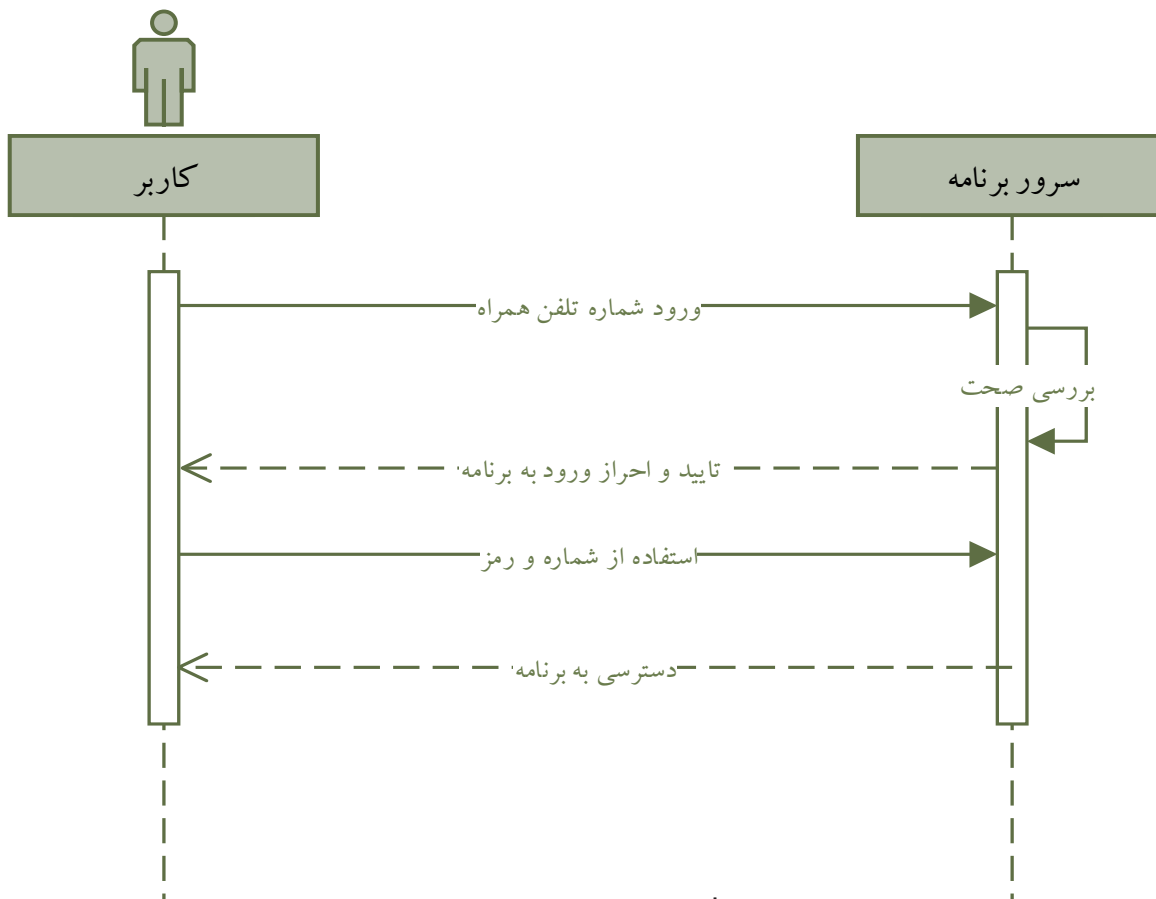 کاربر
سرور برنامه
ورود شماره تلفن همراه
بررسی صحت
تایید و احراز ورود به برنامه
استفاده از شماره و رمز
دسترسی به برنامه